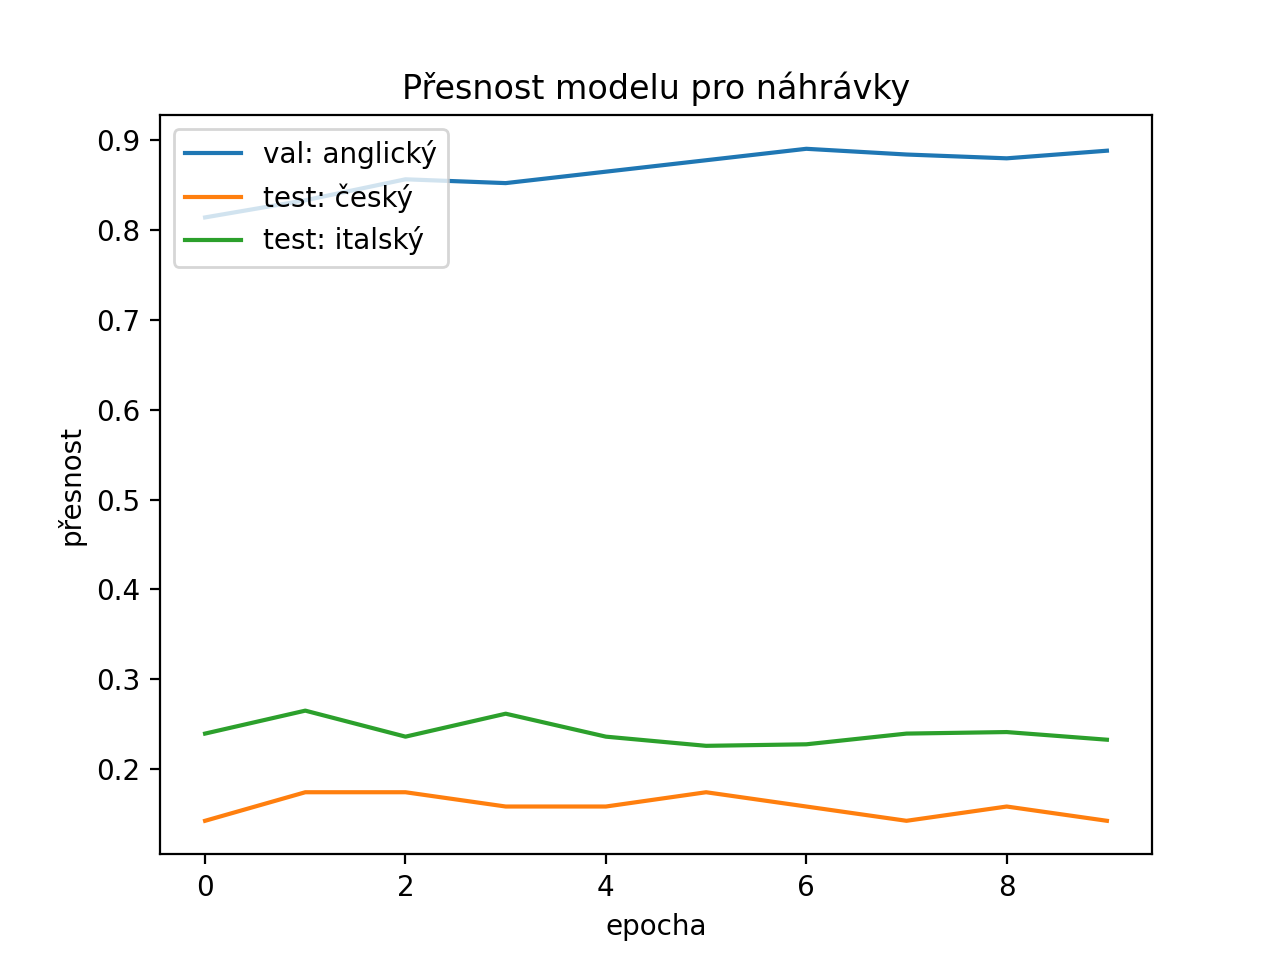 Přesnost modelu pro náhrávky
val: anglický
test: český
test: italský
0.9
0.8
0.7
0.6
0.5
0.4
0.3
0.2
přesnost
0 2 4 6 8
epocha